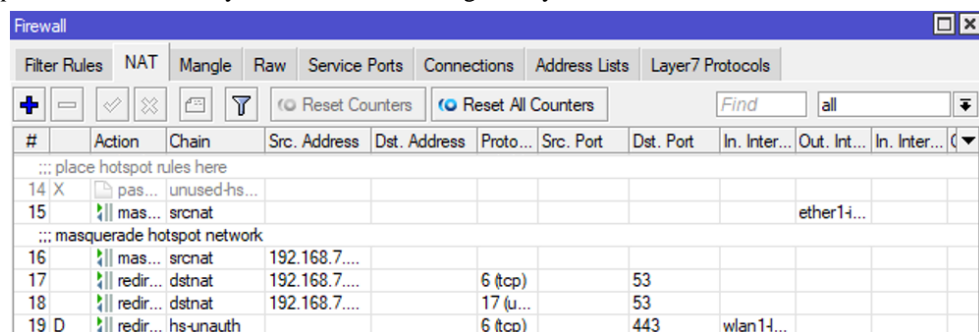 Firewall
Filter Rules NAT Mangle Raw Service Ports Connections Address Lists Layer7 Protocols
Reset Counters Reset All Counters Find all
# Action Chain Src. Address Dst. Address Proto... Src. Port Dst. Port In. Inter... Out. Int... In. Inter...
;;; place hotspot rules here
14 X pas... unused-hs...
15 mas... srcnat ether1-i...
;;; masquerade hotspot network
16 mas... srcnat 192.168.7....
17 redir... dstnat 192.168.7.... 6 (tcp) 53
18 redir... dstnat 192.168.7.... 17 (u... 53
19 D redir... hs-unauth 6 (tcp) 443 wlan1-l...